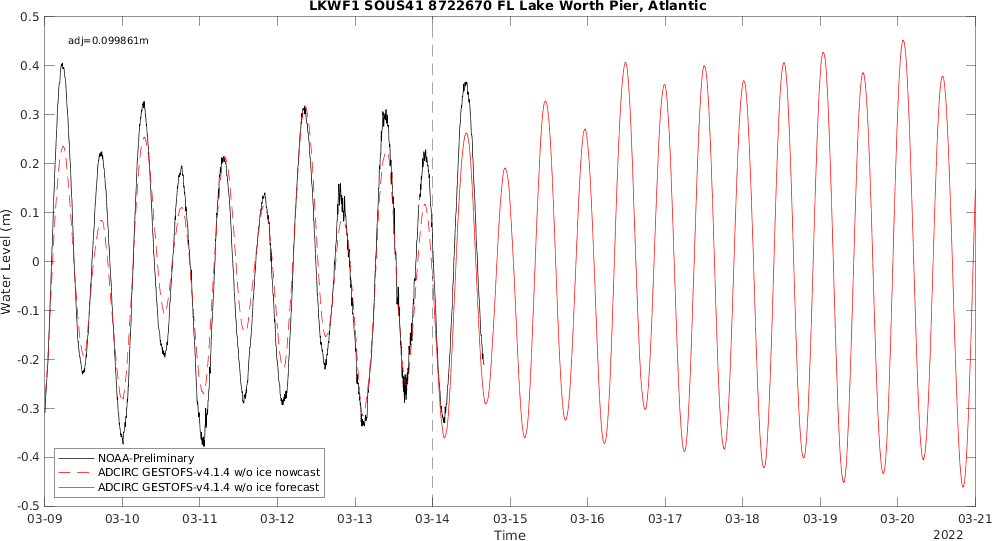 LKWF1 SOUS41 8722670 FL Lake Worth Pier, Atlantic
adj=0.099861m
0.5
0.4
0.3
0.2
0.1
0
-0.1
-0.2
-0.3
-0.4
-0.5
Water Level (m)
NOAA-Preliminary
ADCIRC GESTOFS-v4.1.4 w/o ice nowcast
ADCIRC GESTOFS-v4.1.4 w/o ice forecast
03-09 03-10 03-11 03-12 03-13 03-14 03-15 03-16 03-17 03-18 03-19 03-20 03-21
Time
2022